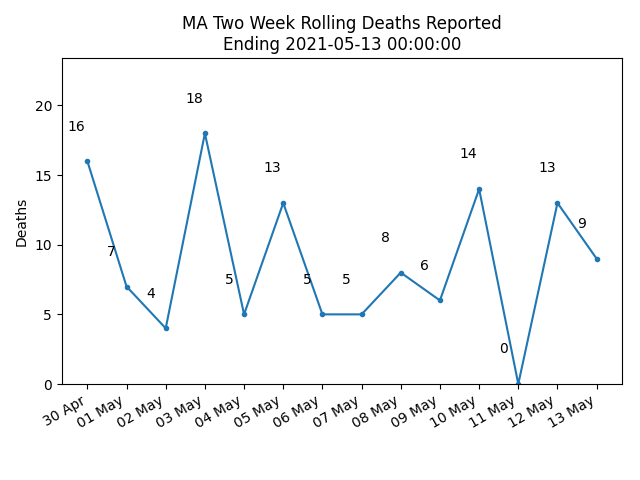 MA Two Week Rolling Deaths Reported
Ending 2021-05-13 00:00:00
Deaths
20
15
10
5
0
16
7
4
18
5
13
5
5
8
6
14
0
13
9
30 Apr
01 May
02 May
03 May
04 May
05 May
06 May
07 May
08 May
09 May
10 May
11 May
12 May
13 May